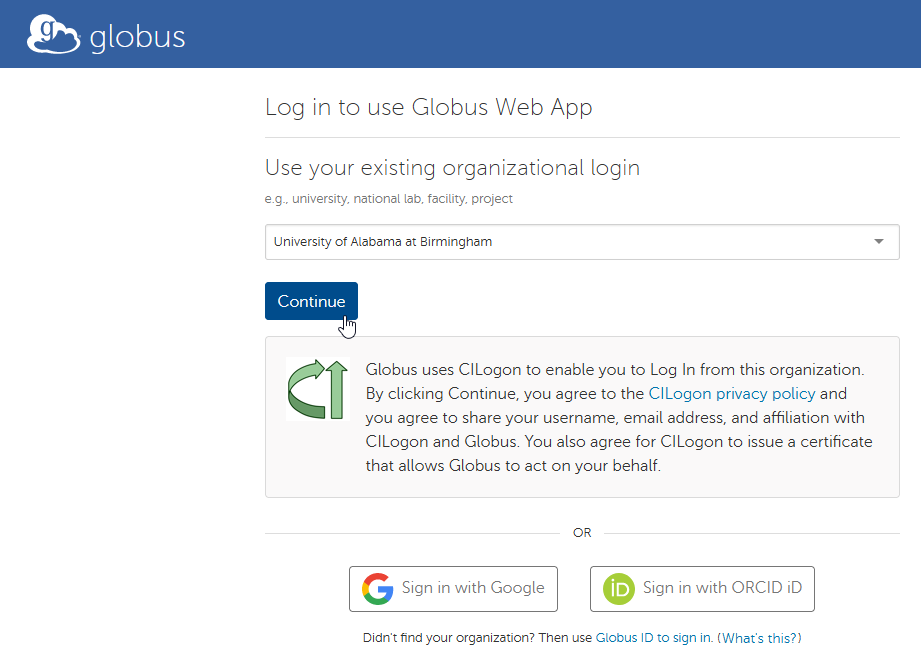 globus
Log in to use Globus Web App
Use your existing organizational login
e.g., university, national lab, facility, project
University of Alabama at Birmingham
Continue
Globus uses CILogon to enable you to Log In from this organization.
By clicking Continue, you agree to the CILogon privacy policy and
you agree to share your username, email address, and affiliation with
CILogon and Globus. You also agree for CILogon to issue a certificate
that allows Globus to act on your behalf.
OR
Sign in with Google
iD Sign in with ORCID iD
Didn't find your organization? Then use Globus ID to sign in. (What's this?)